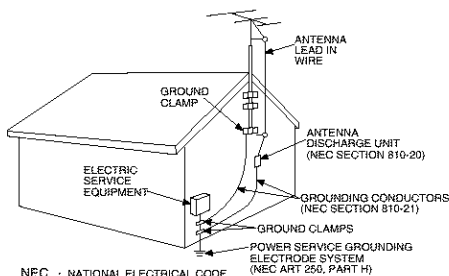 ANTENNA
LEAD IN
WIRE
GROUND
CLAMP
ANTENNA
DISCHARGE UNIT
(NEC SECTION 810-20)
ELECTRIC
SERVICE
EQUIPMENT
GROUNDING CONDUCTORS
(NEC SECTION 810-21)
GROUND CLAMPS
POWER SERVICE GROUNDING
ELECTRODE SYSTEM
(NEC ART 250, PART H)
NEC - NATIONAL ELECTRICAL CODE